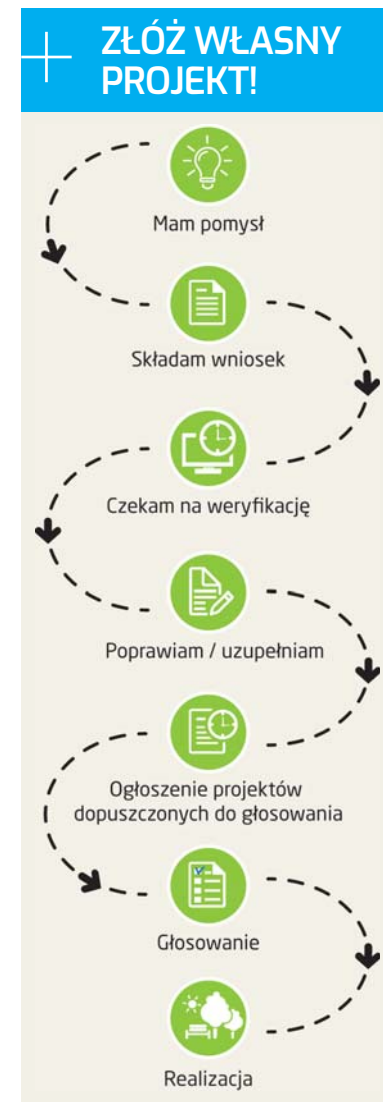 ZŁÓŻ WŁASNY
PROJEKT!
Mam pomysł
Składam wniosek
Czekam na weryfikację
Poprawiam / uzupełniam
Ogłoszenie projektów
dopuszczonych do głosowania
Głosowanie
Realizacja